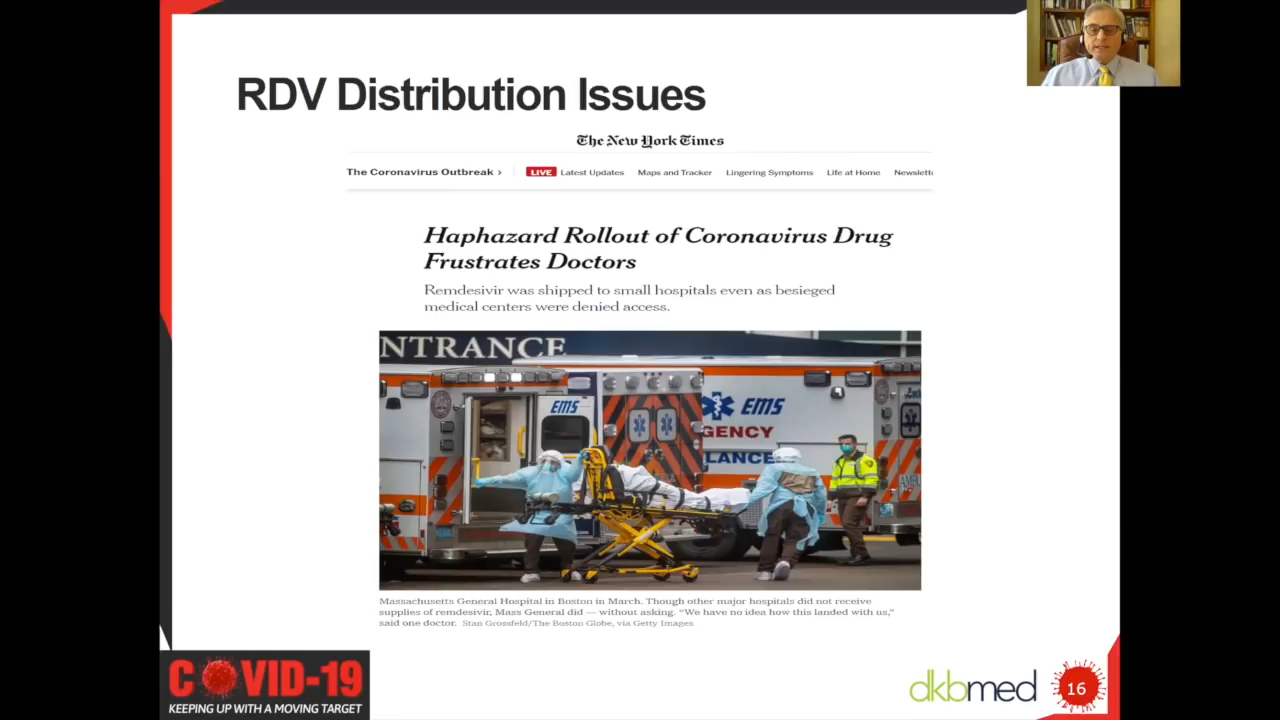 RDV Distribution Issues
The New York Times
The Coronavirus Outbreak › LIVE Latest Updates Maps and Tracker Lingering Symptoms Life at Home Newslett
Haphazard Rollout of Coronavirus Drug
Frustrates Doctors
Remdesivir was shipped to small hospitals even as besieged
medical centers were denied access.
NTRANCE
EMS
EMS
GENCY
LANCE
Massachusetts General Hospital in Boston in March. Though other major hospitals did not receive
supplies of remdesivir, Mass General did — without asking. “We have no idea how this landed with us,”
said one doctor. Stan Grossfeld/The Boston Globe, via Getty Images
COVID-19
KEEPING UP WITH A MOVING TARGET
dkbmed
16